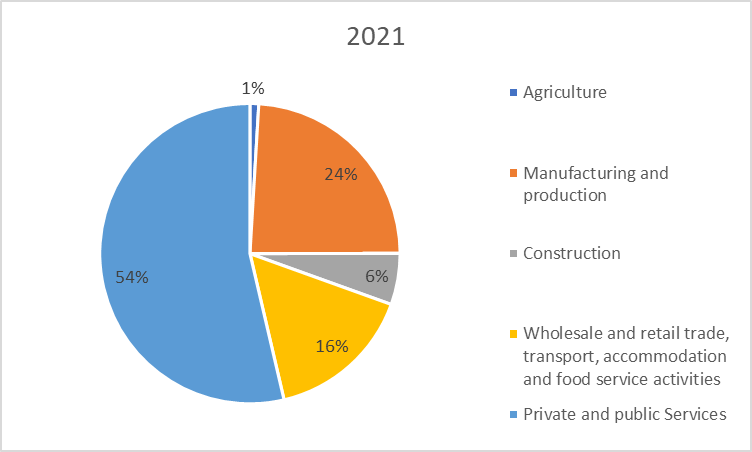 2021
1%
24%
6%
16%
54%
Agriculture
Manufacturing and
production
Construction
Wholesale and retail trade,
transport, accommodation
and food service activities
Private and public Services